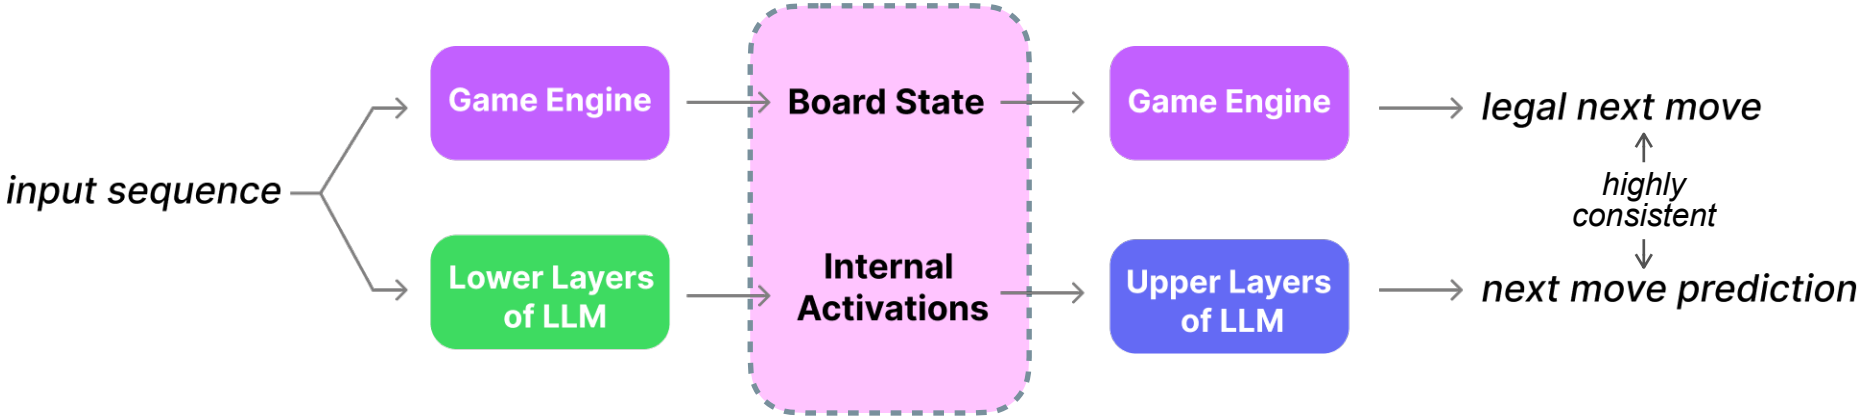 input sequence
Game Engine
Board State
Game Engine
legal next move
highly
consistent
Lower Layers
of LLM
Internal
Activations
Upper Layers
of LLM
next move prediction